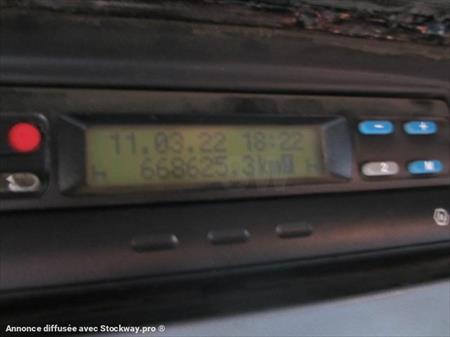 11.03.22 18:22
668625.3km
- +
2
Annonce diffusée avec Stockway.pro ®